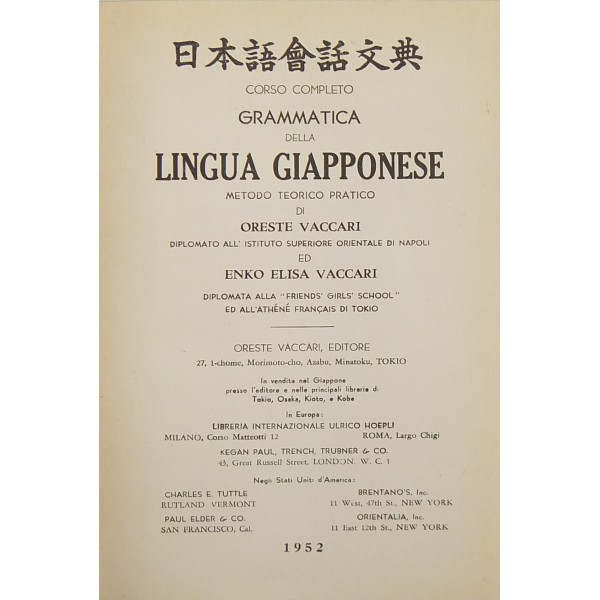 日本語會話文典
CORSO COMPLETO
GRAMMATICA
DELLA
LINGUA GIAPPONESE
METODO TEORICO PRATICO
DI
ORESTE VACCARI
DIPLOMATO ALL' ISTITUTO SUPERIORE ORIENTALE DI NAPOLI
ED
ENKO ELISA VACCARI
DIPLOMATA ALLA "FRIENDS' GIRLS' SCHOOL"
ED ALL'ATHÉNÉ FRANÇAIS DI TOKIO
ORESTE VACCARI, EDITORE
27, 1-chome, Morimoto-cho, Azabu, Minatoku, TOKIO
In vendita nel Giappone
presso l'editore e nelle principali librerie di
Tokio, Osaka, Kioto, e Kobe
In Europa:
LIBRERIA INTERNAZIONALE ULRICO HOEPLI
MILANO, Corso Matteotti 12 ROMA, Largo Chigi
KEGAN PAUL, TRENCH, TRUBNER & CO.
43, Great Russell Street, LONDON. W. C. 1
Negli Stati Uniti d'America:
CHARLES E. TUTTLE BRENTANO'S, Inc.
RUTLAND VERMONT 11 West, 47th St., NEW YORK
PAUL ELDER & CO. ORIENTALIA, Inc.
SAN FRANCISCO, Cal. 11 East 12th St., NEW YORK
1952